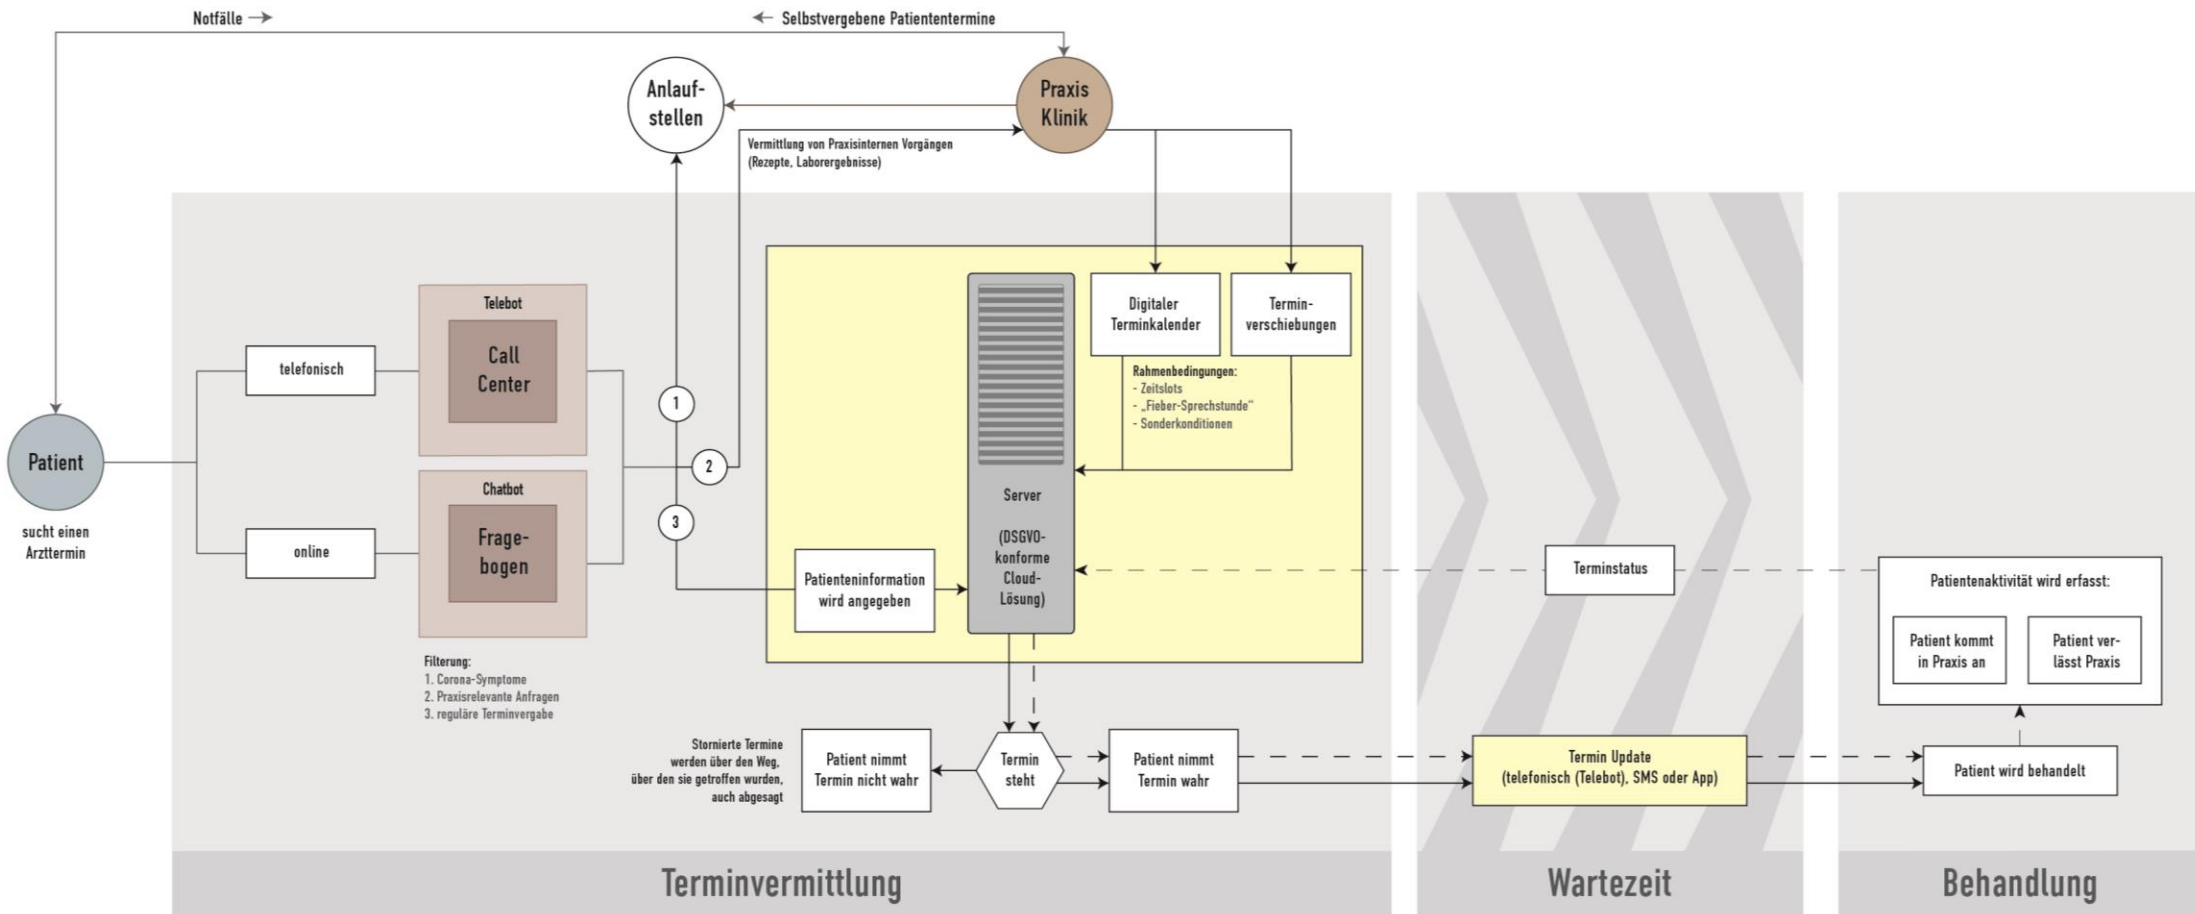 Notfälle →
← Selbstvergebene Patiententermine
Anlauf-
stellen
Praxis
Klinik
Vermittlung von Praxisinternen Vorgängen
(Rezepte, Laborergebnisse)
Patient
sucht einen
Arzttermin
telefonisch
online
Telebot
Call
Center
Chatbot
Frage-
bogen
Filterung:
1. Corona-Symptome
2. Praxisrelevante Anfragen
3. reguläre Terminvergabe
1
2
3
Patienteninformation
wird angegeben
Server
(DSGVO-
konforme
Cloud-
Lösung)
Digitaler
Terminkalender
Termin-
verschiebungen
Rahmenbedingungen:
- Zeitslots
- „Fieber-Sprechstunde“
- Sonderkonditionen
Stornierte Termine
werden über den Weg,
über den sie getroffen wurden,
auch abgesagt
Patient nimmt
Termin nicht wahr
Termin
steht
Patient nimmt
Termin wahr
Terminstatus
Termin Update
(telefonisch (Telebot), SMS oder App)
Patientenaktivität wird erfasst:
Patient kommt
in Praxis an
Patient ver-
lässt Praxis
Patient wird behandelt
Terminvermittlung
Wartezeit
Behandlung